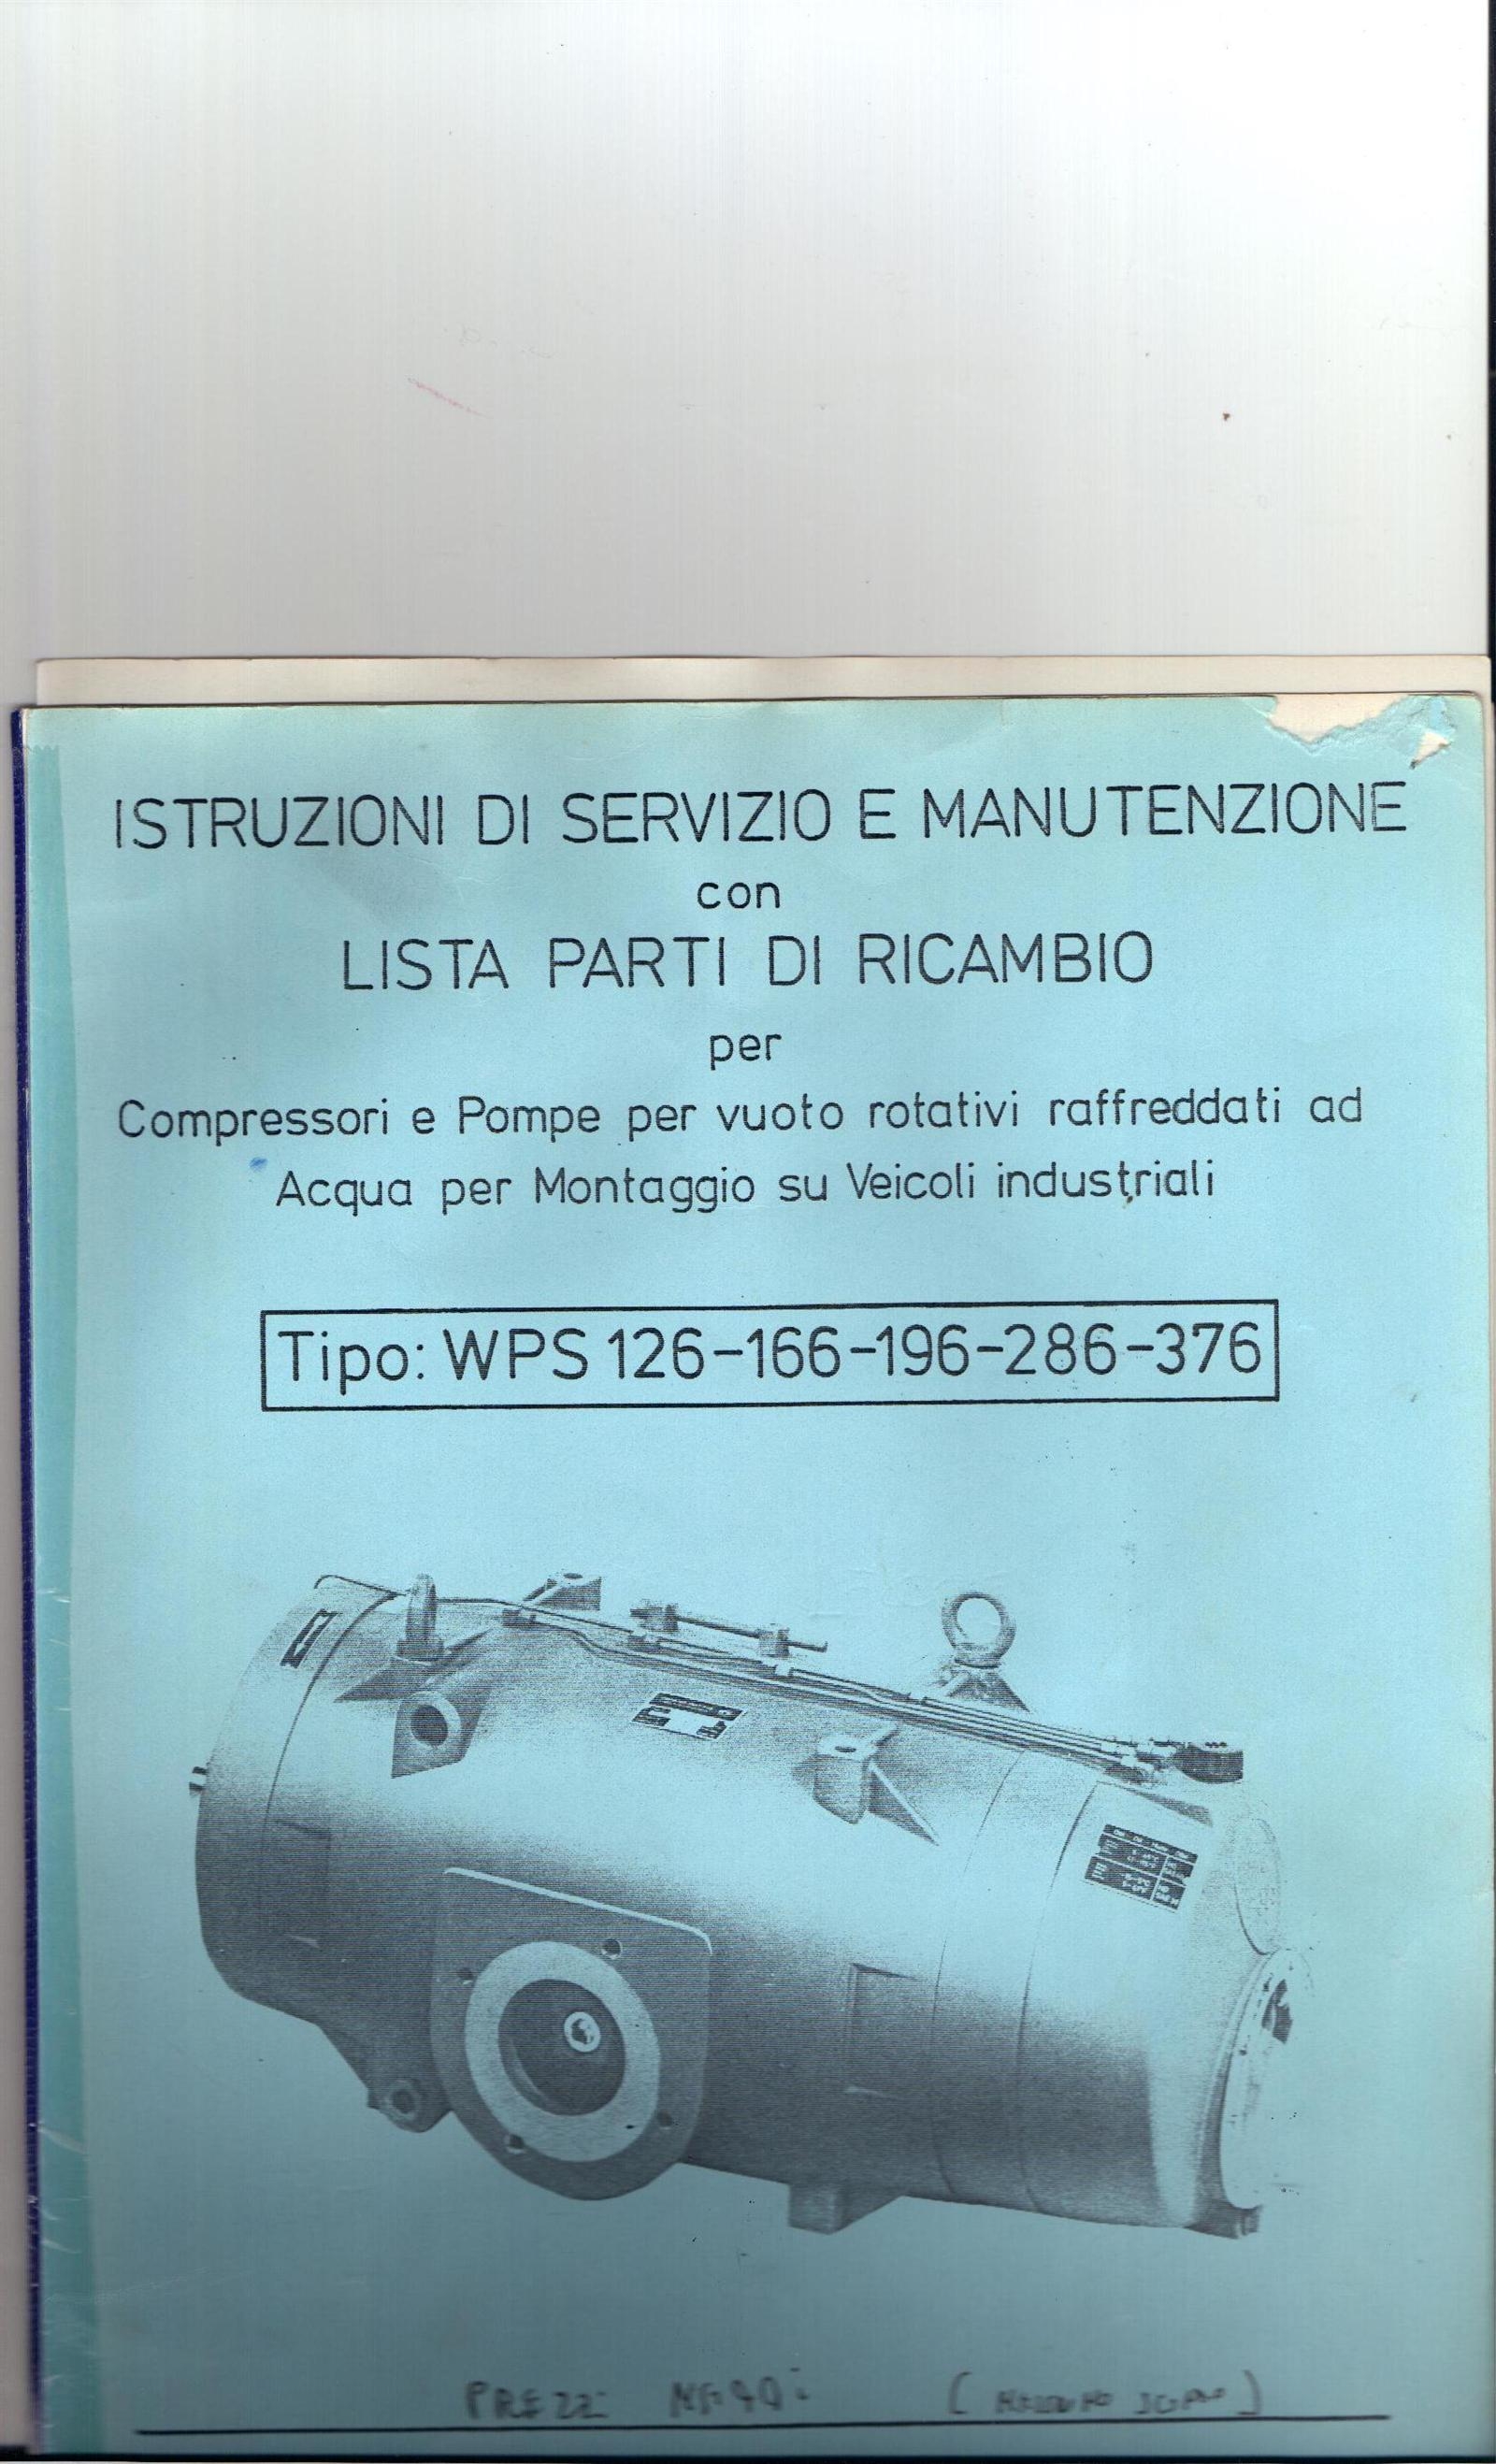 ISTRUZIONI DI SERVIZIO E MANUTENZIONE
con
LISTA PARTI DI RICAMBIO
per
Compressori e Pompe per vuoto rotativi raffreddati ad
Acqua per Montaggio su Veicoli industriali
Tipo: WPS 126-166-196-286-376